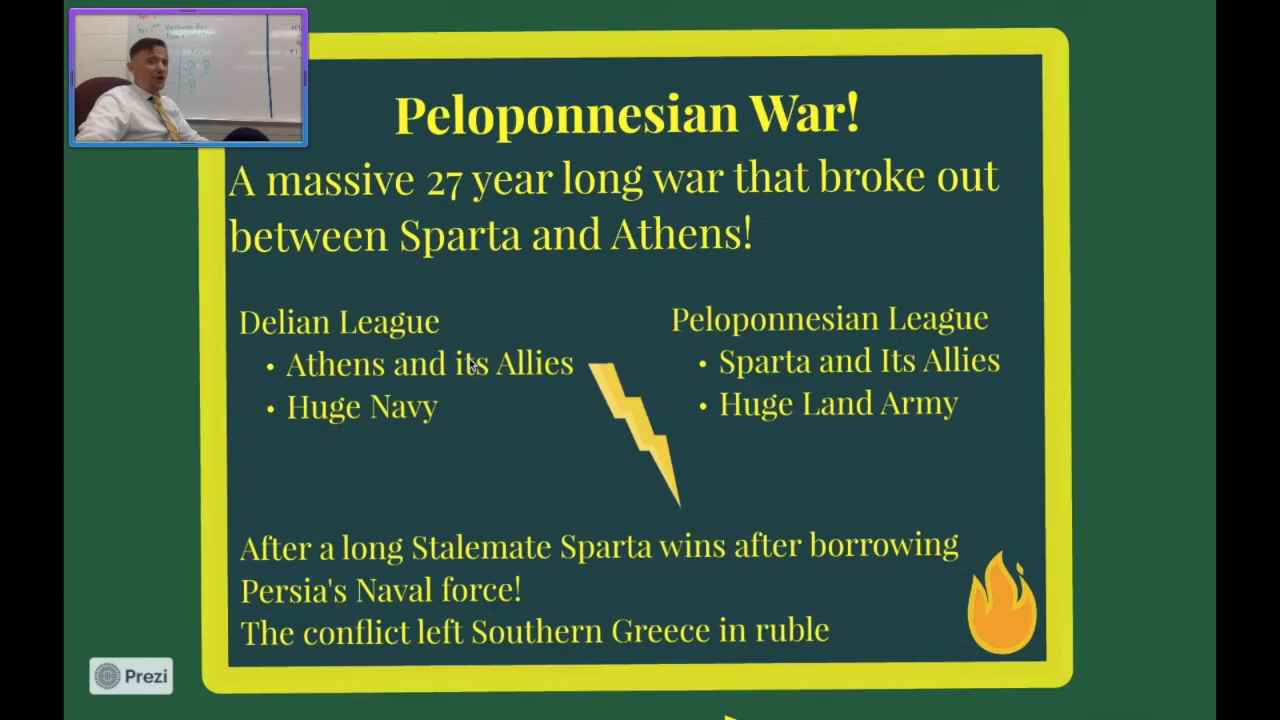 Peloponnesian War!
A massive 27 year long war that broke out
between Sparta and Athens!
Delian League
• Athens and its Allies
• Huge Navy
Peloponnesian League
• Sparta and Its Allies
• Huge Land Army
After a long Stalemate Sparta wins after borrowing
Persia's Naval force!
The conflict left Southern Greece in ruble
Prezi